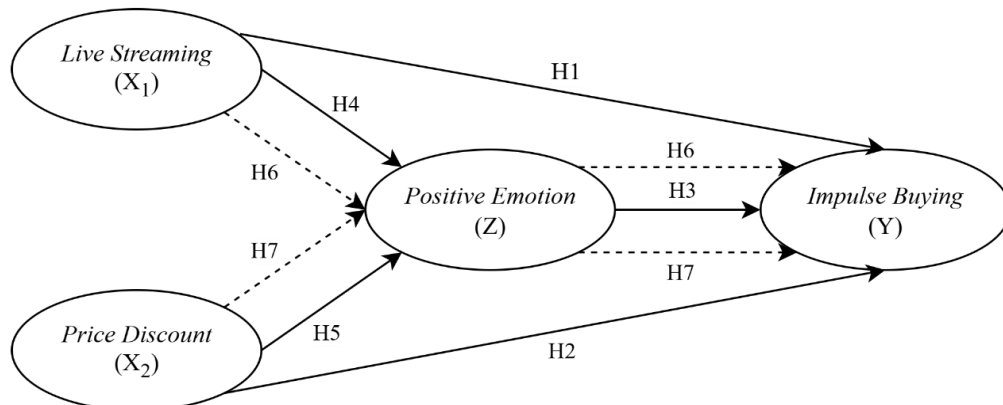 Live Streaming
(X₁)
H1
H4
H6
H6
Positive Emotion
(Z)
H3
Impulse Buying
(Y)
H7
H7
Price Discount
(X₂)
H5
H2